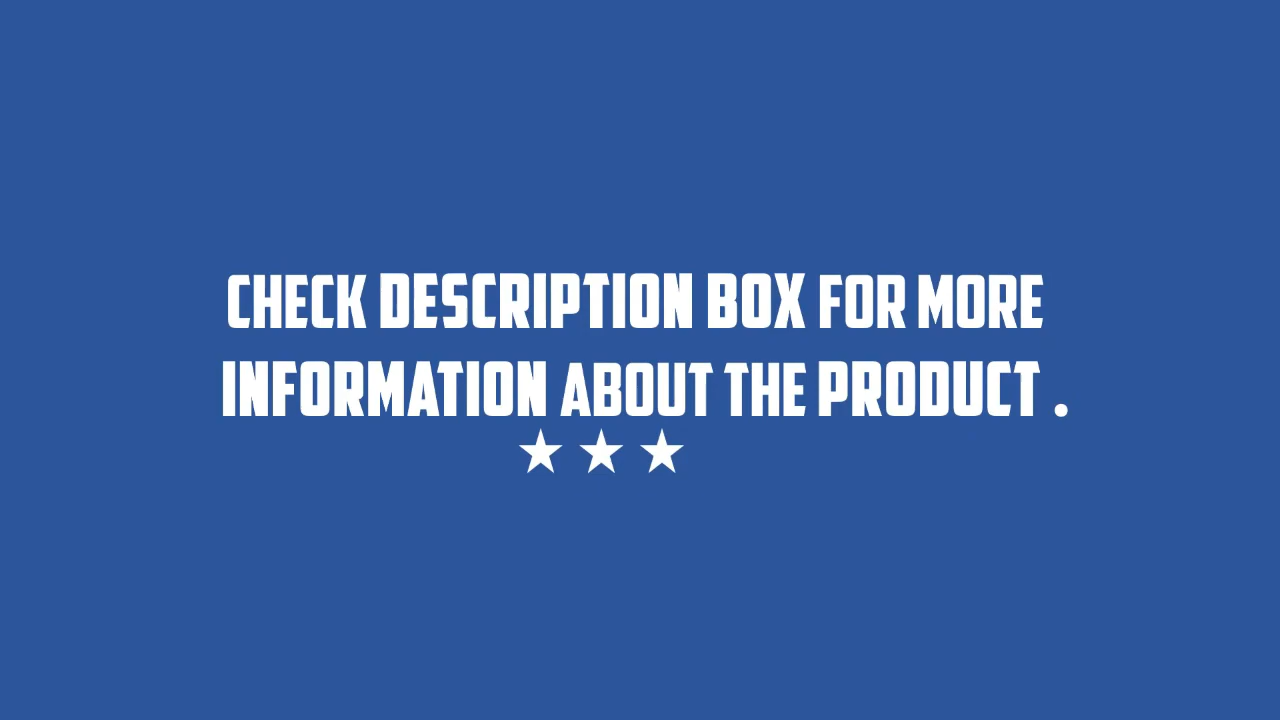 CHECK DESCRIPTION BOX FOR MORE
INFORMATION ABOUT THE PRODUCT .
★ ★ ★